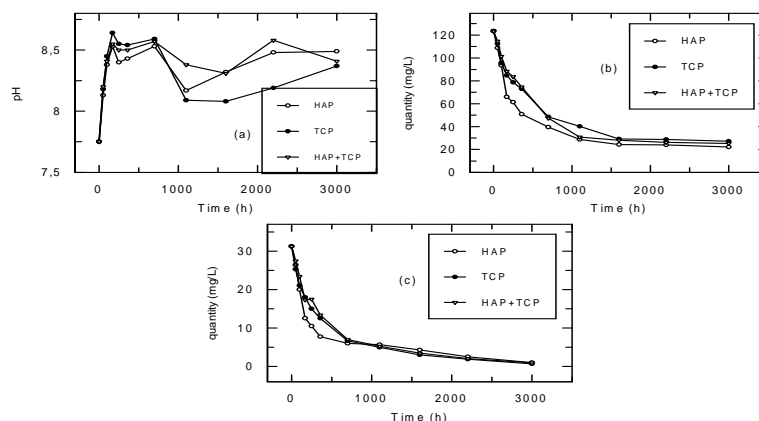 8,5
8
7,5
pH
(a)
HAP
TCP
HAP+TCP
0
1000
2000
3000
Time (h)
120
100
80
60
40
20
0
quantity (mg/L)
(b)
HAP
TCP
HAP+TCP
0
1000
2000
3000
Time (h)
30
20
10
0
quantity (mg/L)
(c)
HAP
TCP
HAP+TCP
0
1000
2000
3000
Time (h)